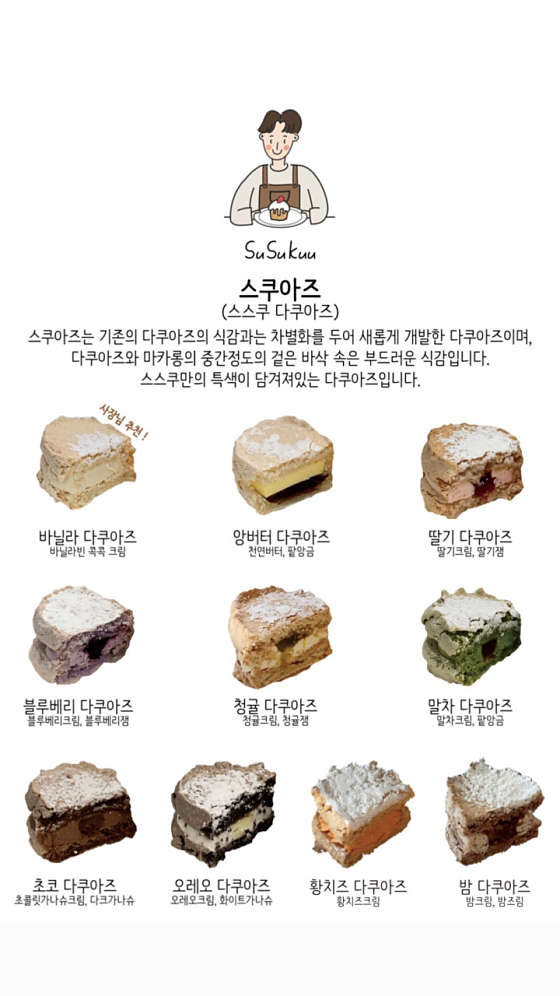 SuSukuu
스쿠아즈
(스스쿠 다쿠아즈)
스쿠아즈는 기존의 다쿠아즈의 식감과는 차별화를 두어 새롭게 개발한 다쿠아즈이며,
다쿠아즈와 마카롱의 중간정도의 겉은 바삭 속은 부드러운 식감입니다.
스스쿠만의 특색이 담겨져있는 다쿠아즈입니다.
사장님 추천!
바닐라 다쿠아즈
바닐라빈 콕콕 크림
앙버터 다쿠아즈
천연버터, 팥앙금
딸기 다쿠아즈
딸기크림, 딸기잼
블루베리 다쿠아즈
블루베리크림, 블루베리잼
청귤 다쿠아즈
청귤크림, 청귤잼
말차 다쿠아즈
말차크림, 팥앙금
초코 다쿠아즈
초콜릿가나슈크림, 다크가나슈
오레오 다쿠아즈
오레오크림, 화이트가나슈
황치즈 다쿠아즈
황치즈크림
밤 다쿠아즈
밤크림, 밤조림